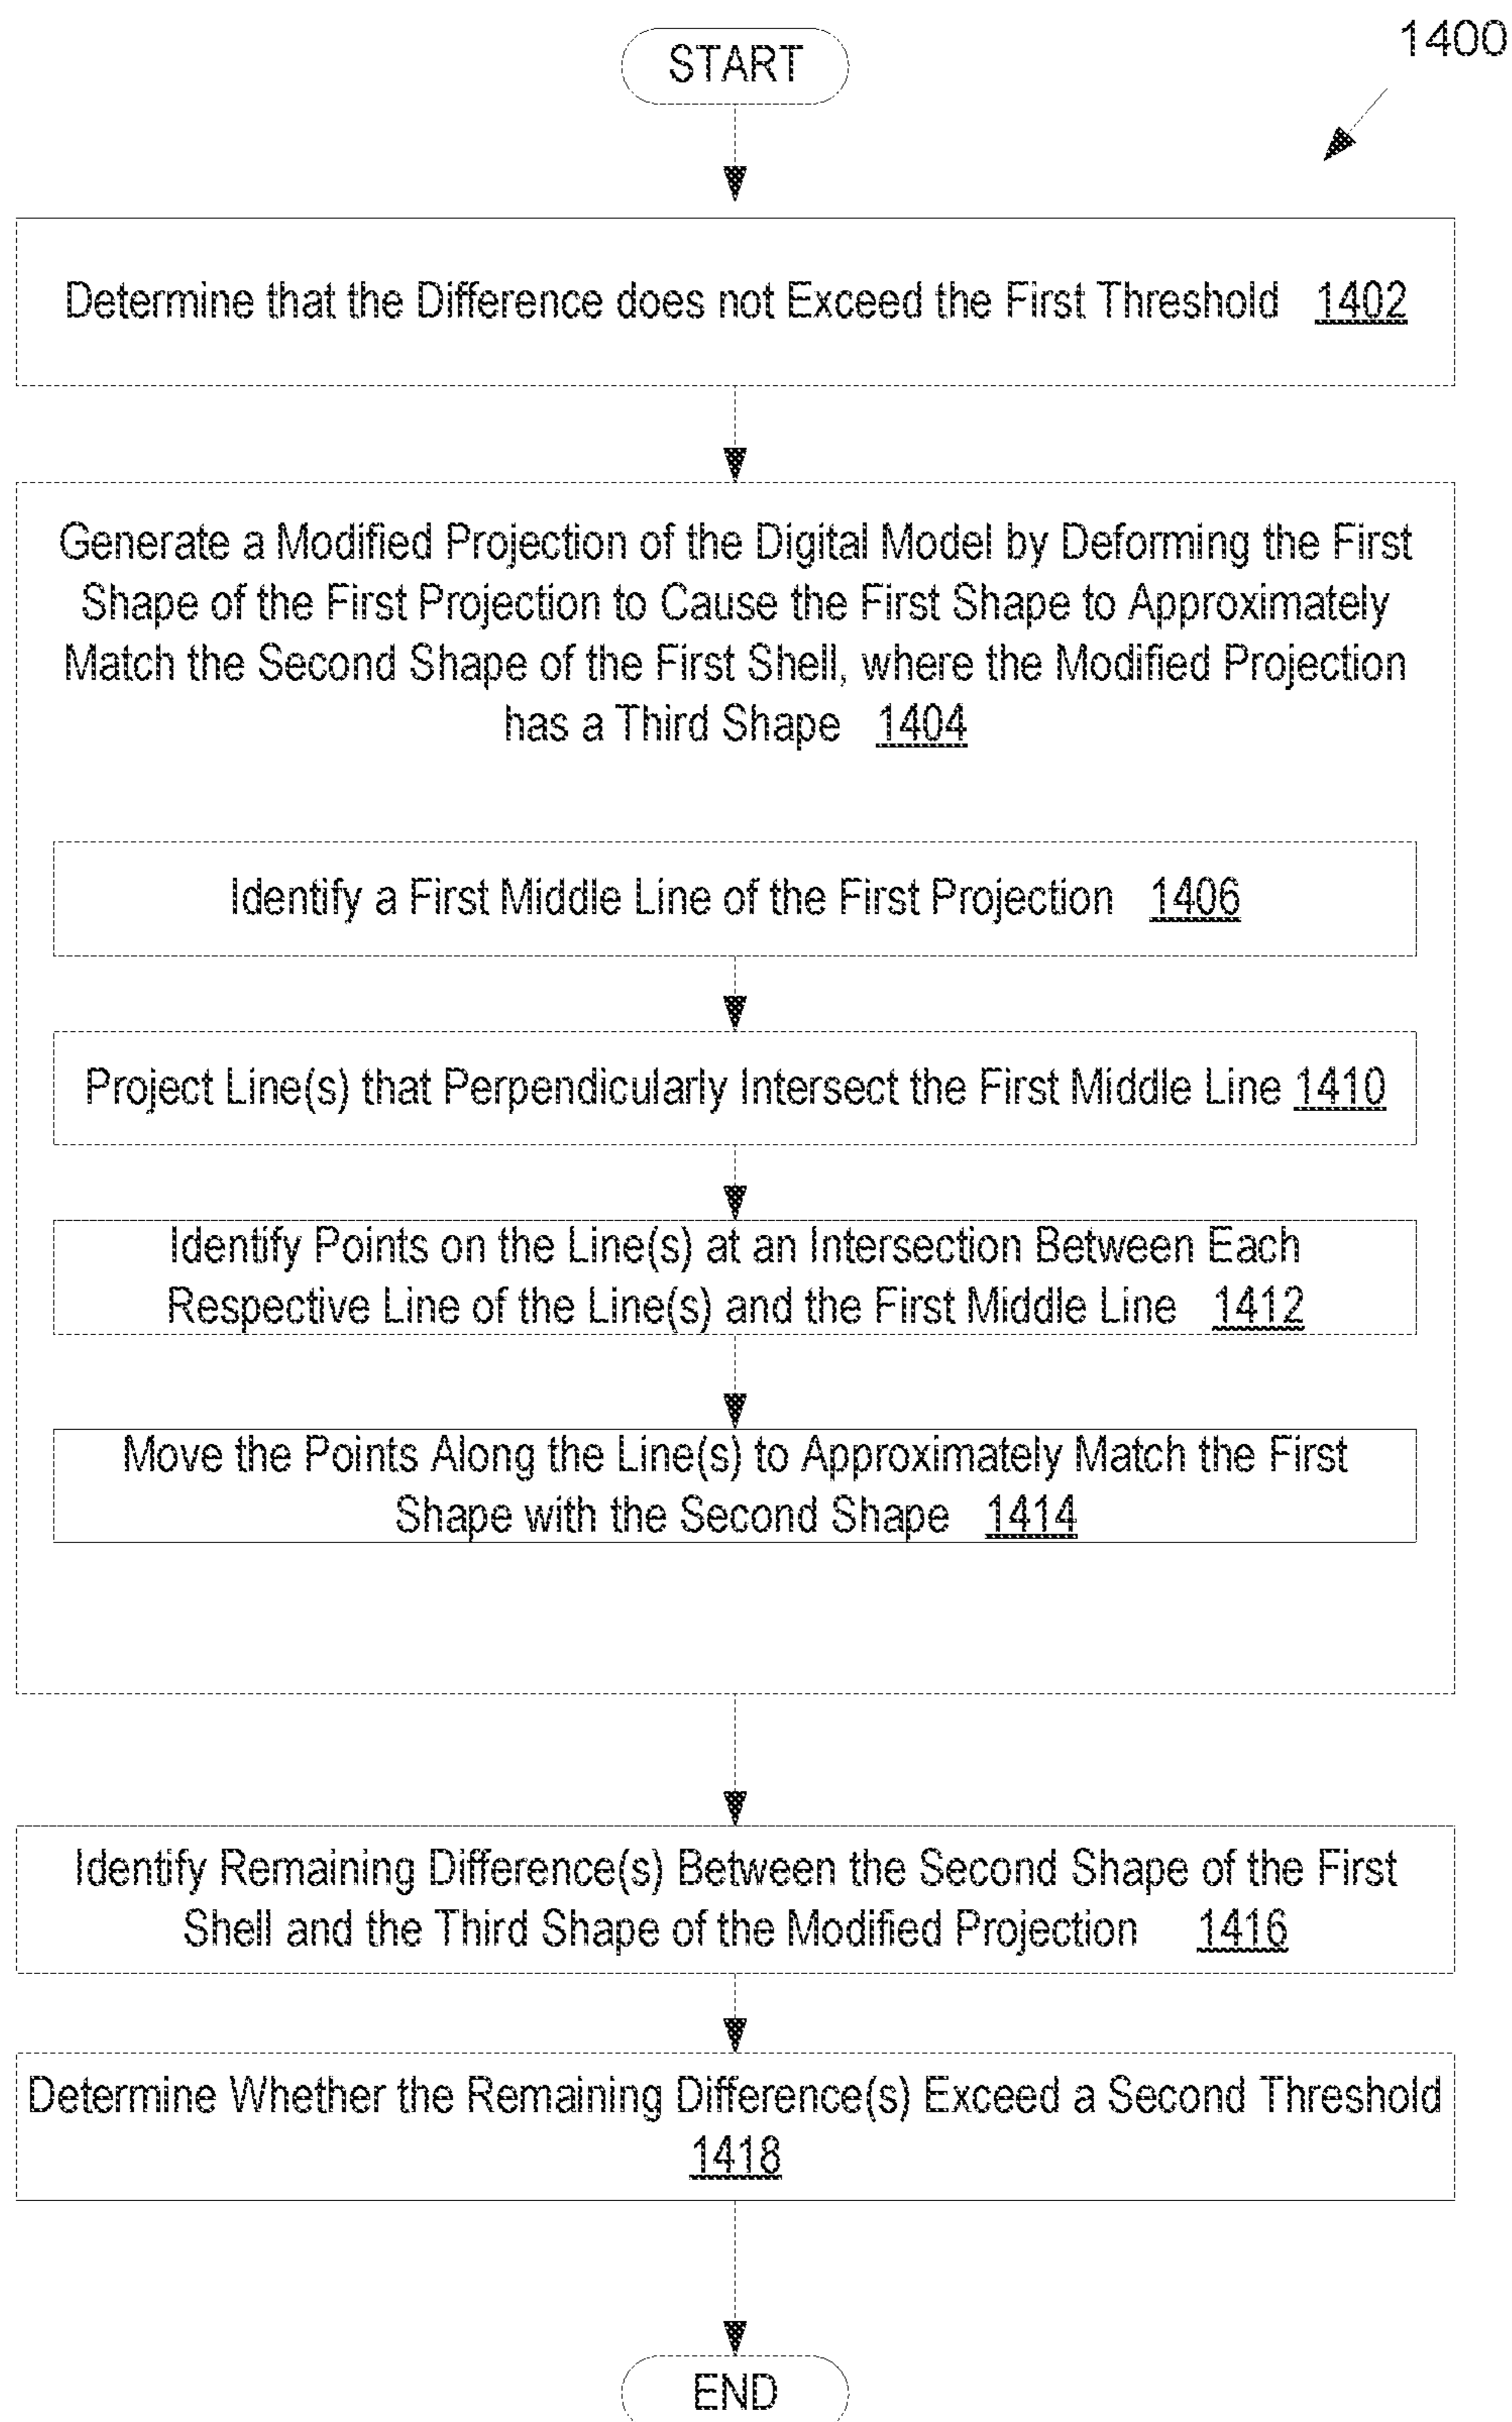 1400
START
Determine that the Difference does not Exceed the First Threshold 1402
Generate a Modified Projection of the Digital Model by Deforming the First
Shape of the First Projection to Cause the First Shape to Approximately
Match the Second Shape of the First Shell, where the Modified Projection
has a Third Shape 1404
Identify a First Middle Line of the First Projection 1406
Project Line(s) that Perpendicularly Intersect the First Middle Line 1410
Identify Points on the Line(s) at an Intersection Between Each
Respective Line of the Line(s) and the First Middle Line 1412
Move the Points Along the Line(s) to Approximately Match the First
Shape with the Second Shape 1414
Identify Remaining Difference(s) Between the Second Shape of the First
Shell and the Third Shape of the Modified Projection 1416
Determine Whether the Remaining Difference(s) Exceed a Second Threshold
1418
END